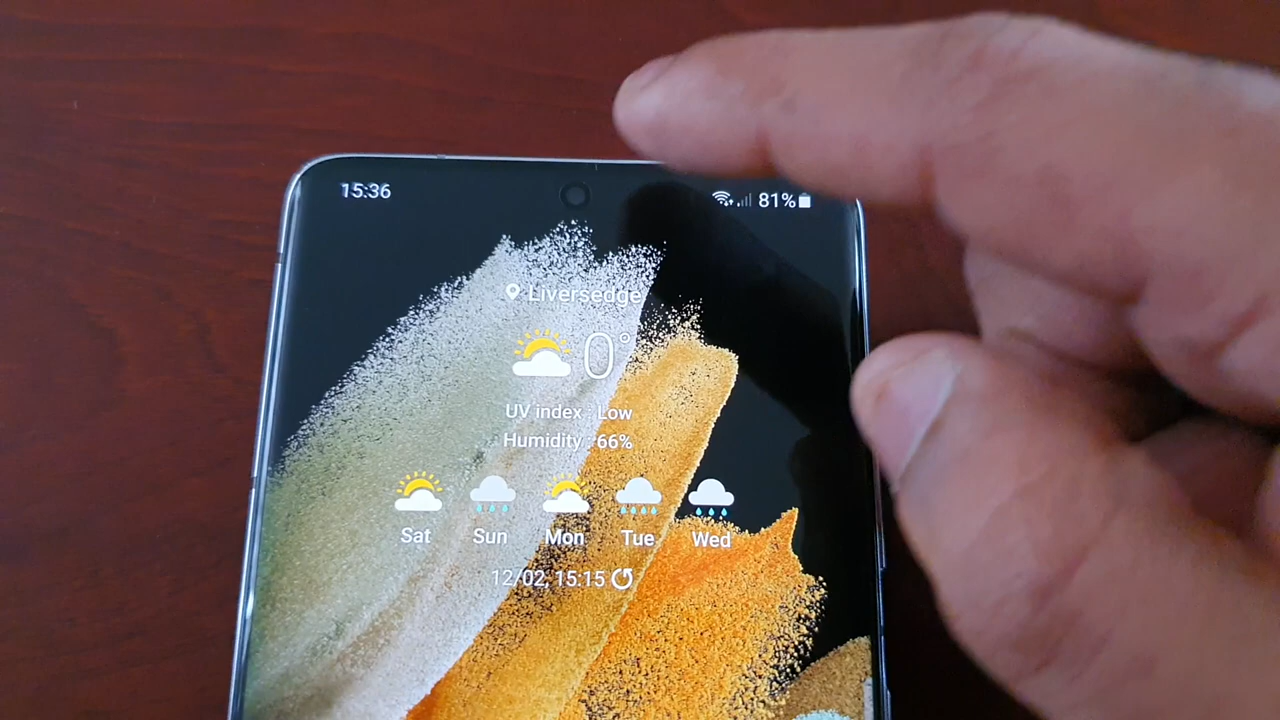 15:36
81%
Liversedge
0°
UV index : Low
Humidity : 66%
Sat Sun Mon Tue Wed
12/02, 15:15